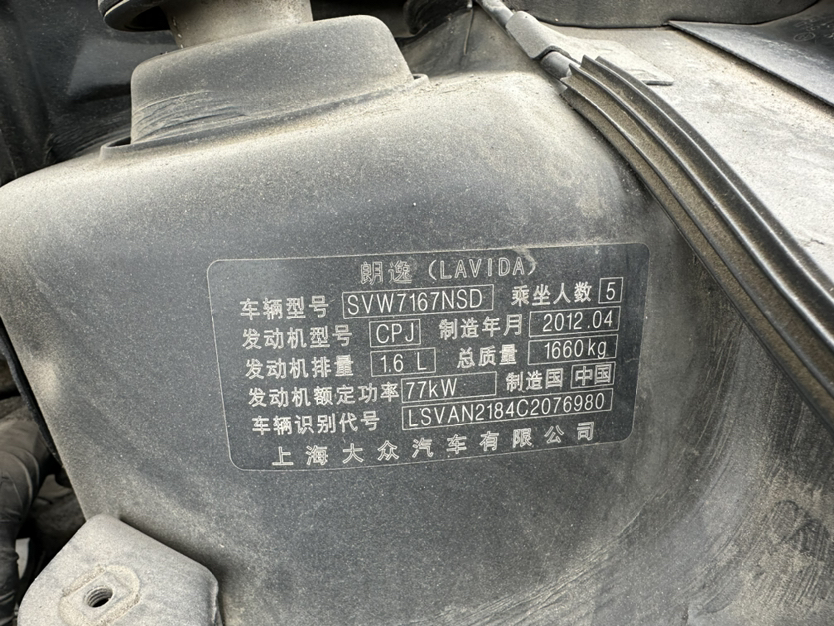 朗逸（LAVIDA）
车辆型号 SVW7167NSD 乘坐人数 5
发动机型号 CPJ 制造年月 2012.04
发动机排量 1.6 L 总质量 1660kg
发动机额定功率 77kW 制造国 中国
车辆识别代号 LSVAN2184C2076980
上海大众汽车有限公司